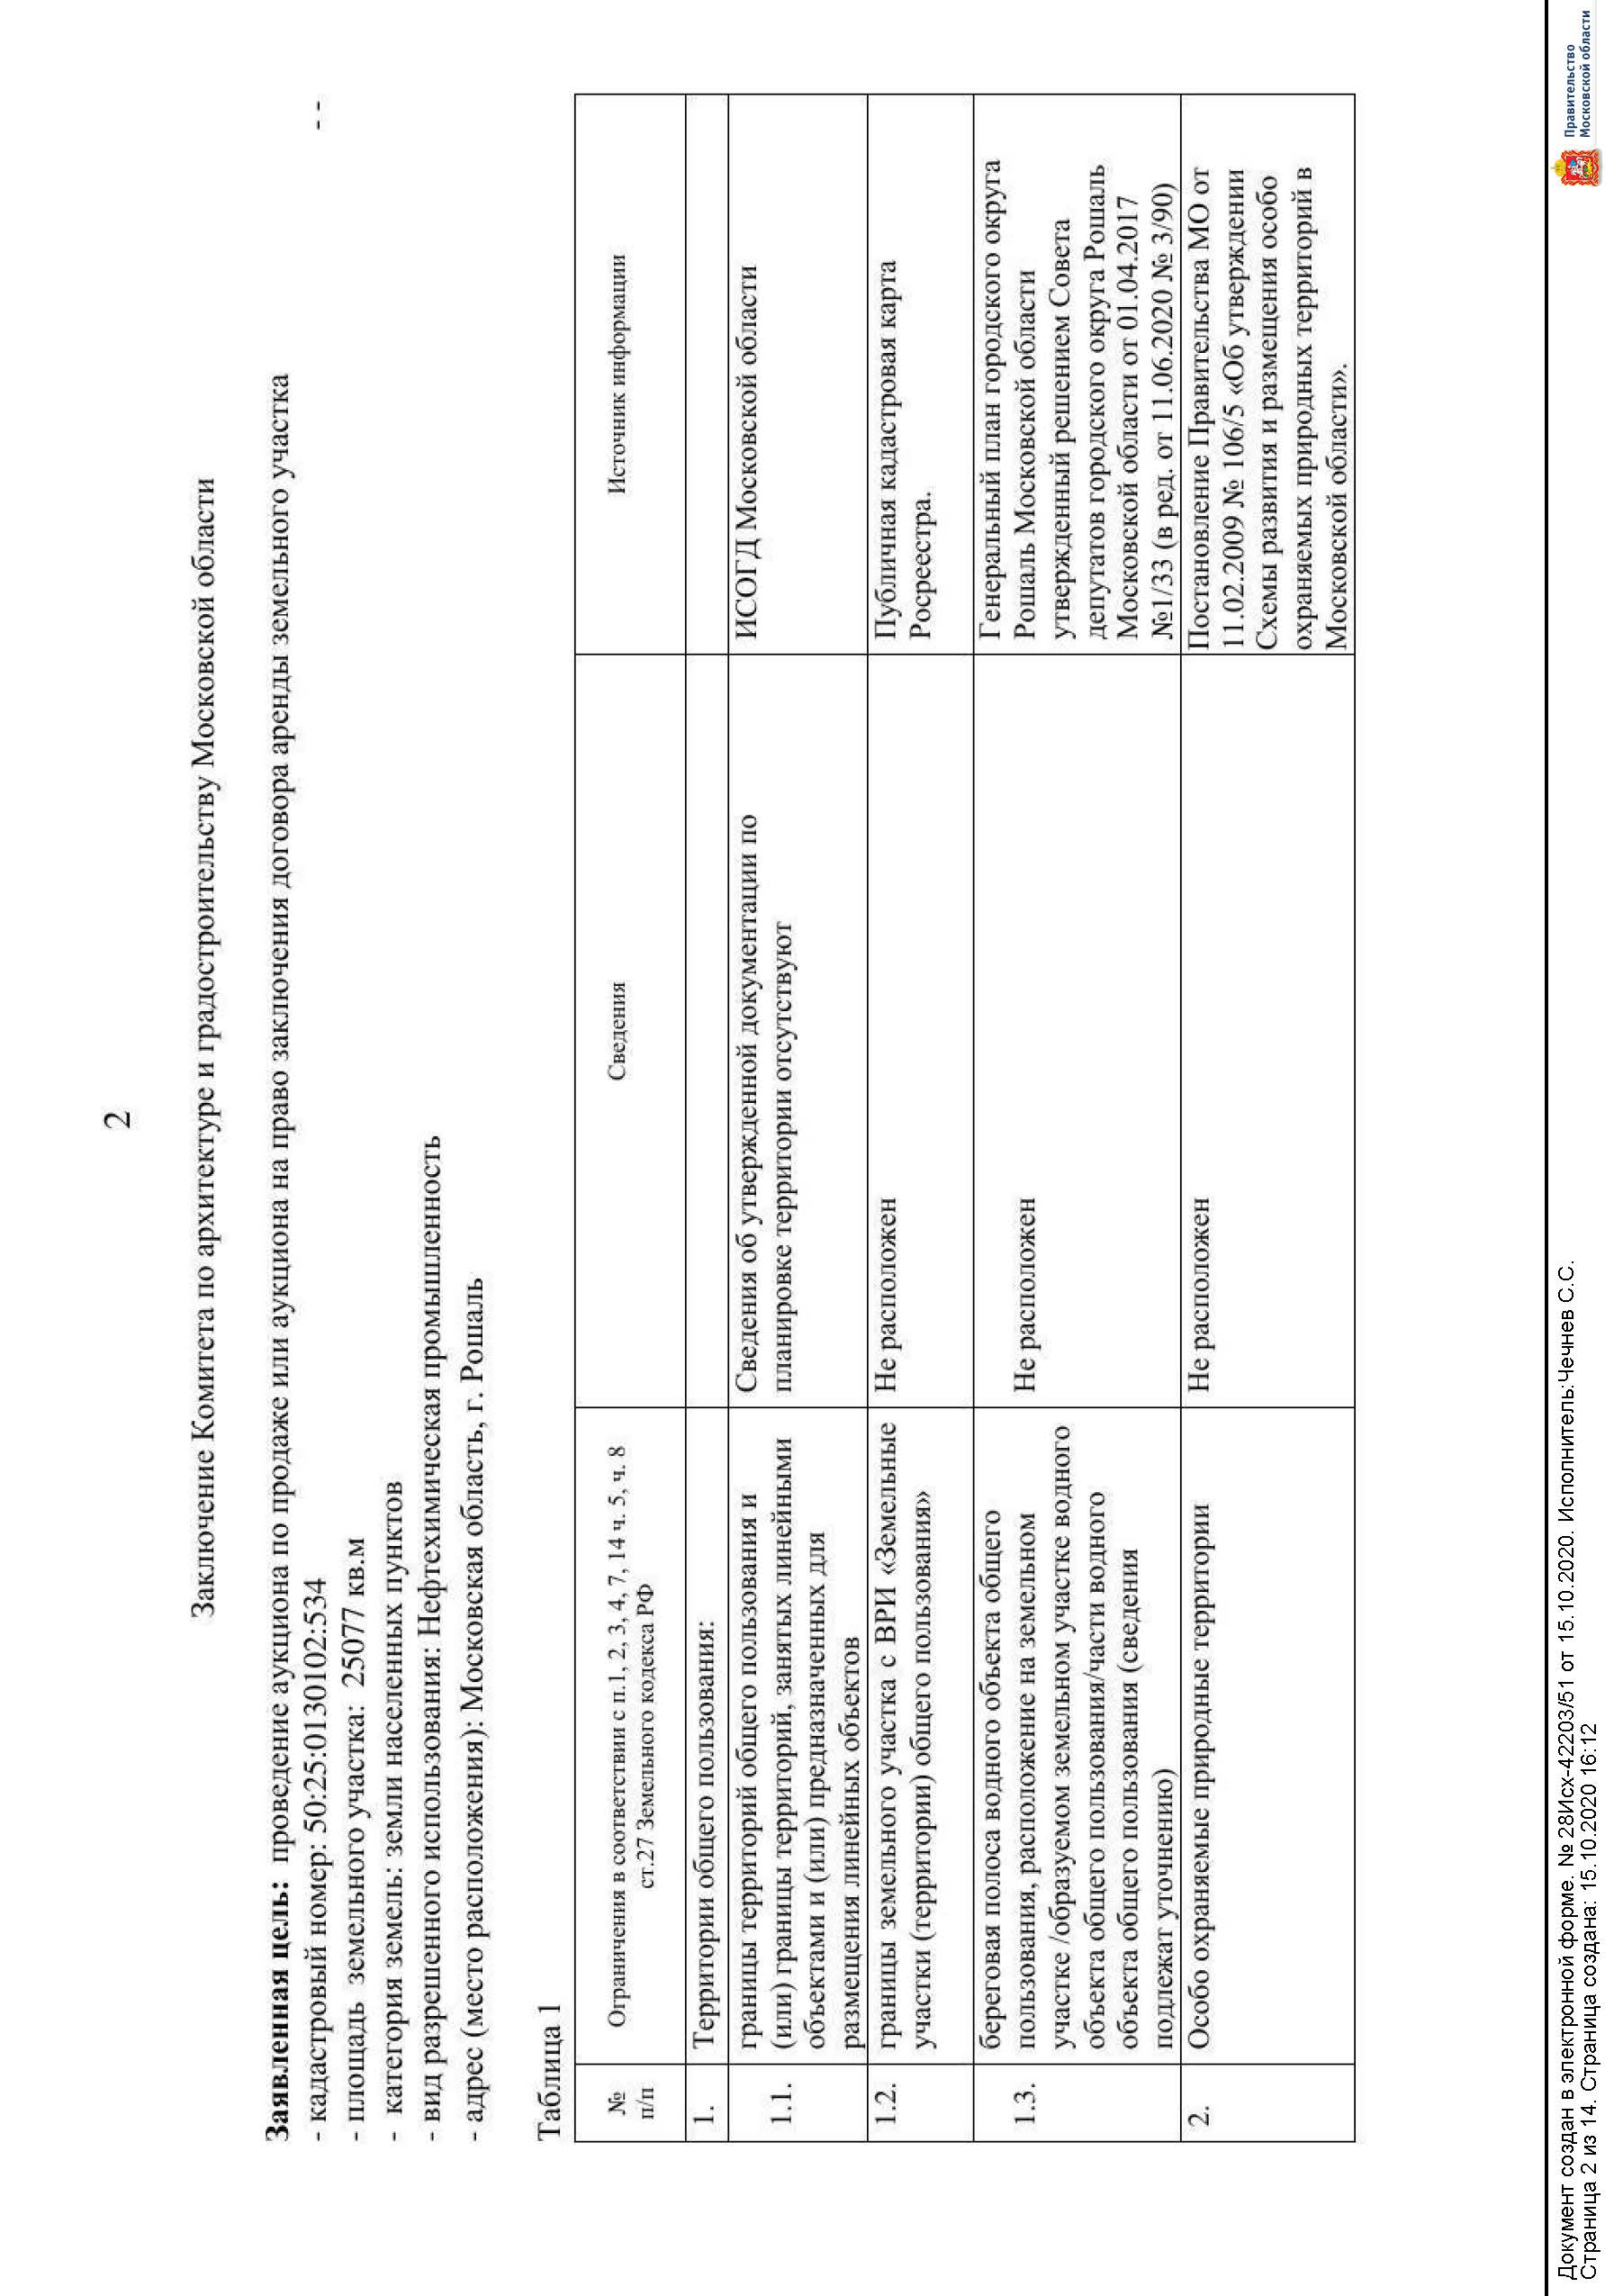 2
Заключение Комитета по архитектуре и градостроительству Московской области
Заявленная цель: проведение аукциона по продаже или аукциона на право заключения договора аренды земельного участка
- кадастровый номер: 50:25:0130102:534
- -
- площадь земельного участка: 25077 кв.м
- категория земель: земли населенных пунктов
- вид разрешенного использования: Нефтехимическая промышленность
- адрес (место расположения): Московская область, г. Рошаль
Таблица 1
№
п/п
Ограничения в соответствии с п.1, 2, 3, 4, 7, 14 ч. 5, ч. 8
ст.27 Земельного кодекса РФ
Сведения
Источник информации
1.
Территории общего пользования:
1.1.
границы территорий общего пользования и
(или) границы территорий, занятых линейными
объектами и (или) предназначенных для
размещения линейных объектов
Сведения об утвержденной документации по
планировке территории отсутствуют
ИСОГД Московской области
1.2.
границы земельного участка с ВРИ «Земельные
участки (территории) общего пользования»
Не расположен
Публичная кадастровая карта
Росреестра.
1.3.
береговая полоса водного объекта общего
пользования, расположение на земельном
участке /образуемом земельном участке водного
объекта общего пользования/части водного
объекта общего пользования (сведения
подлежат уточнению)
Не расположен
Генеральный план городского округа
Рошаль Московской области
утвержденный решением Совета
депутатов городского округа Рошаль
Московской области от 01.04.2017
№1/33 (в ред. от 11.06.2020 № 3/90)
2.
Особо охраняемые природные территории
Не расположен
Постановление Правительства МО от
11.02.2009 № 106/5 «Об утверждении
Схемы развития и размещения особо
охраняемых природных территорий в
Московской области».
Документ создан в электронной форме. № 28Исх-42203/51 от 15.10.2020. Исполнитель:Чечнев С.С.
Страница 2 из 14. Страница создана: 15.10.2020 16:12
Правительство
Московской области